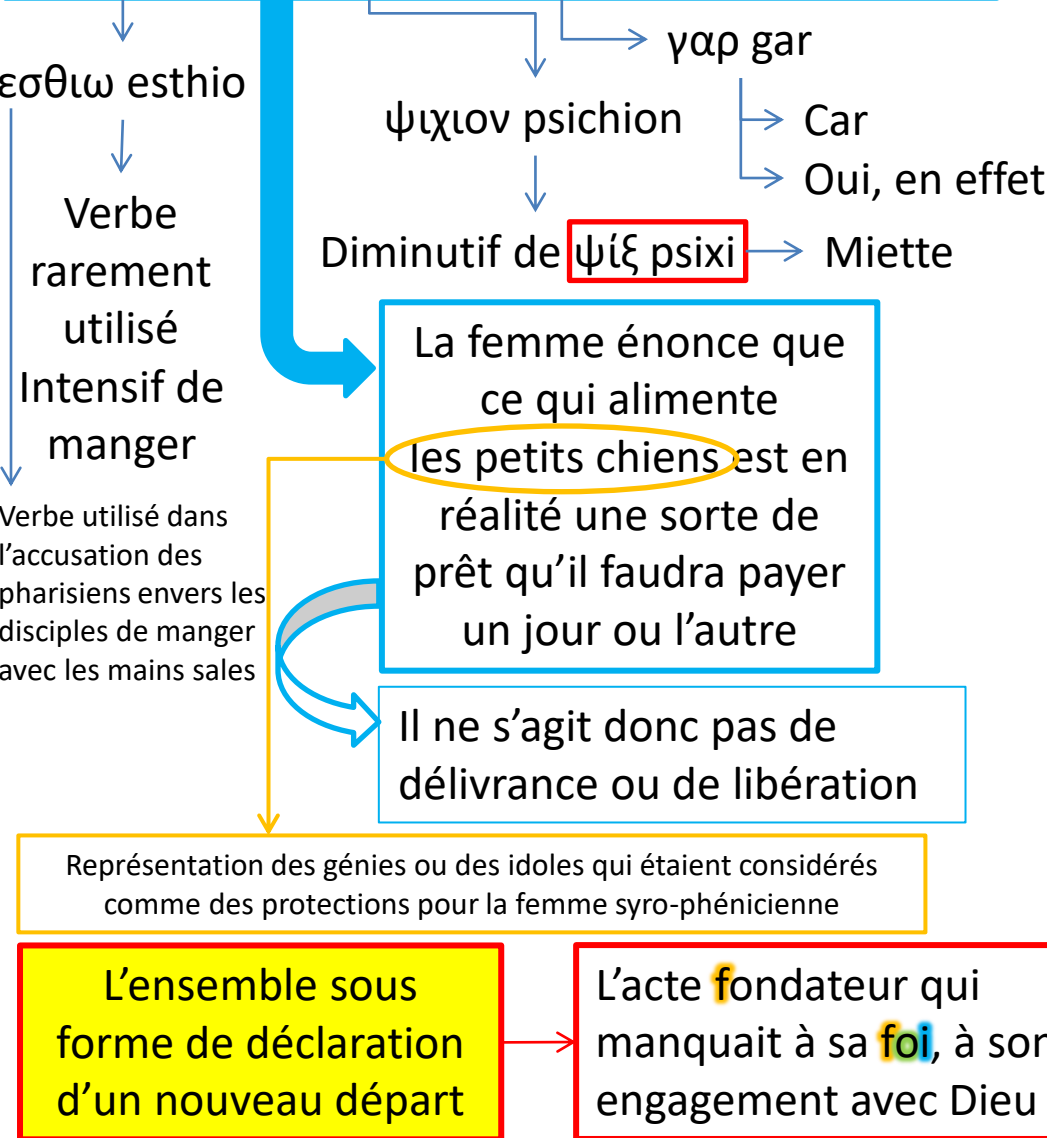 εσθιω esthio
Verbe
rarement
utilisé
Intensif de
manger
Verbe utilisé dans
l'accusation des
pharisiens envers les
disciples de manger
avec les mains sales
ψιχιον psichion
Diminutif de ψίξ psixi
Miette
γαρ gar
Car
Oui, en effet
La femme énonce que
ce qui alimente
les petits chiens est en
réalité une sorte de
prêt qu'il faudra payer
un jour ou l'autre
Il ne s'agit donc pas de
délivrance ou de libération
Représentation des génies ou des idoles qui étaient considérés
comme des protections pour la femme syro-phénicienne
L'ensemble sous
forme de déclaration
d'un nouveau départ
L'acte fondateur qui
manquait à sa foi, à son
engagement avec Dieu